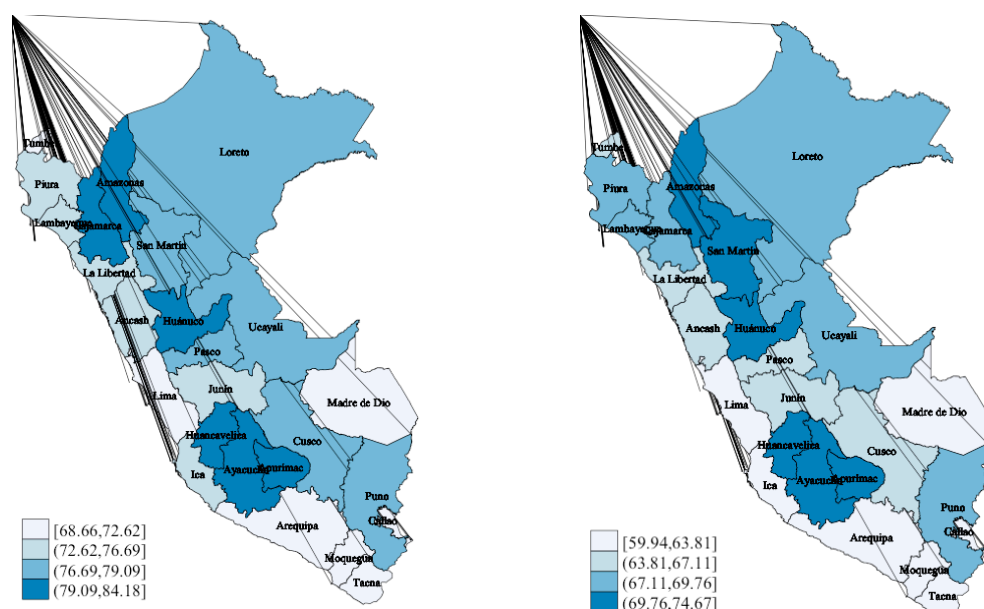 Loreto
Tumbe
Piura
Amazonas
Lambayeque
Cajamarca
San Martín
La Libertad
Ancash
Huánuco
Ucayali
Pasco
Lima
Junín
Madre de Dio
Huancavelica
Cusco
Ica
Ayacucho
Apurimac
Puno
Callao
Arequipa
Moquegua
Tacna
[68.66,72.62]
(72.62,76.69]
(76.69,79.09]
(79.09,84.18]
Loreto
Tumbe
Piura
Amazonas
Lambayeque
Cajamarca
San Martín
La Libertad
Ancash
Huánuco
Ucayali
Pasco
Lima
Junín
Madre de Dio
Huancavelica
Cusco
Ica
Ayacucho
Apurimac
Puno
Callao
Arequipa
Moquegua
Tacna
[59.94,63.81]
(63.81,67.11]
(67.11,69.76]
(69.76,74.67]